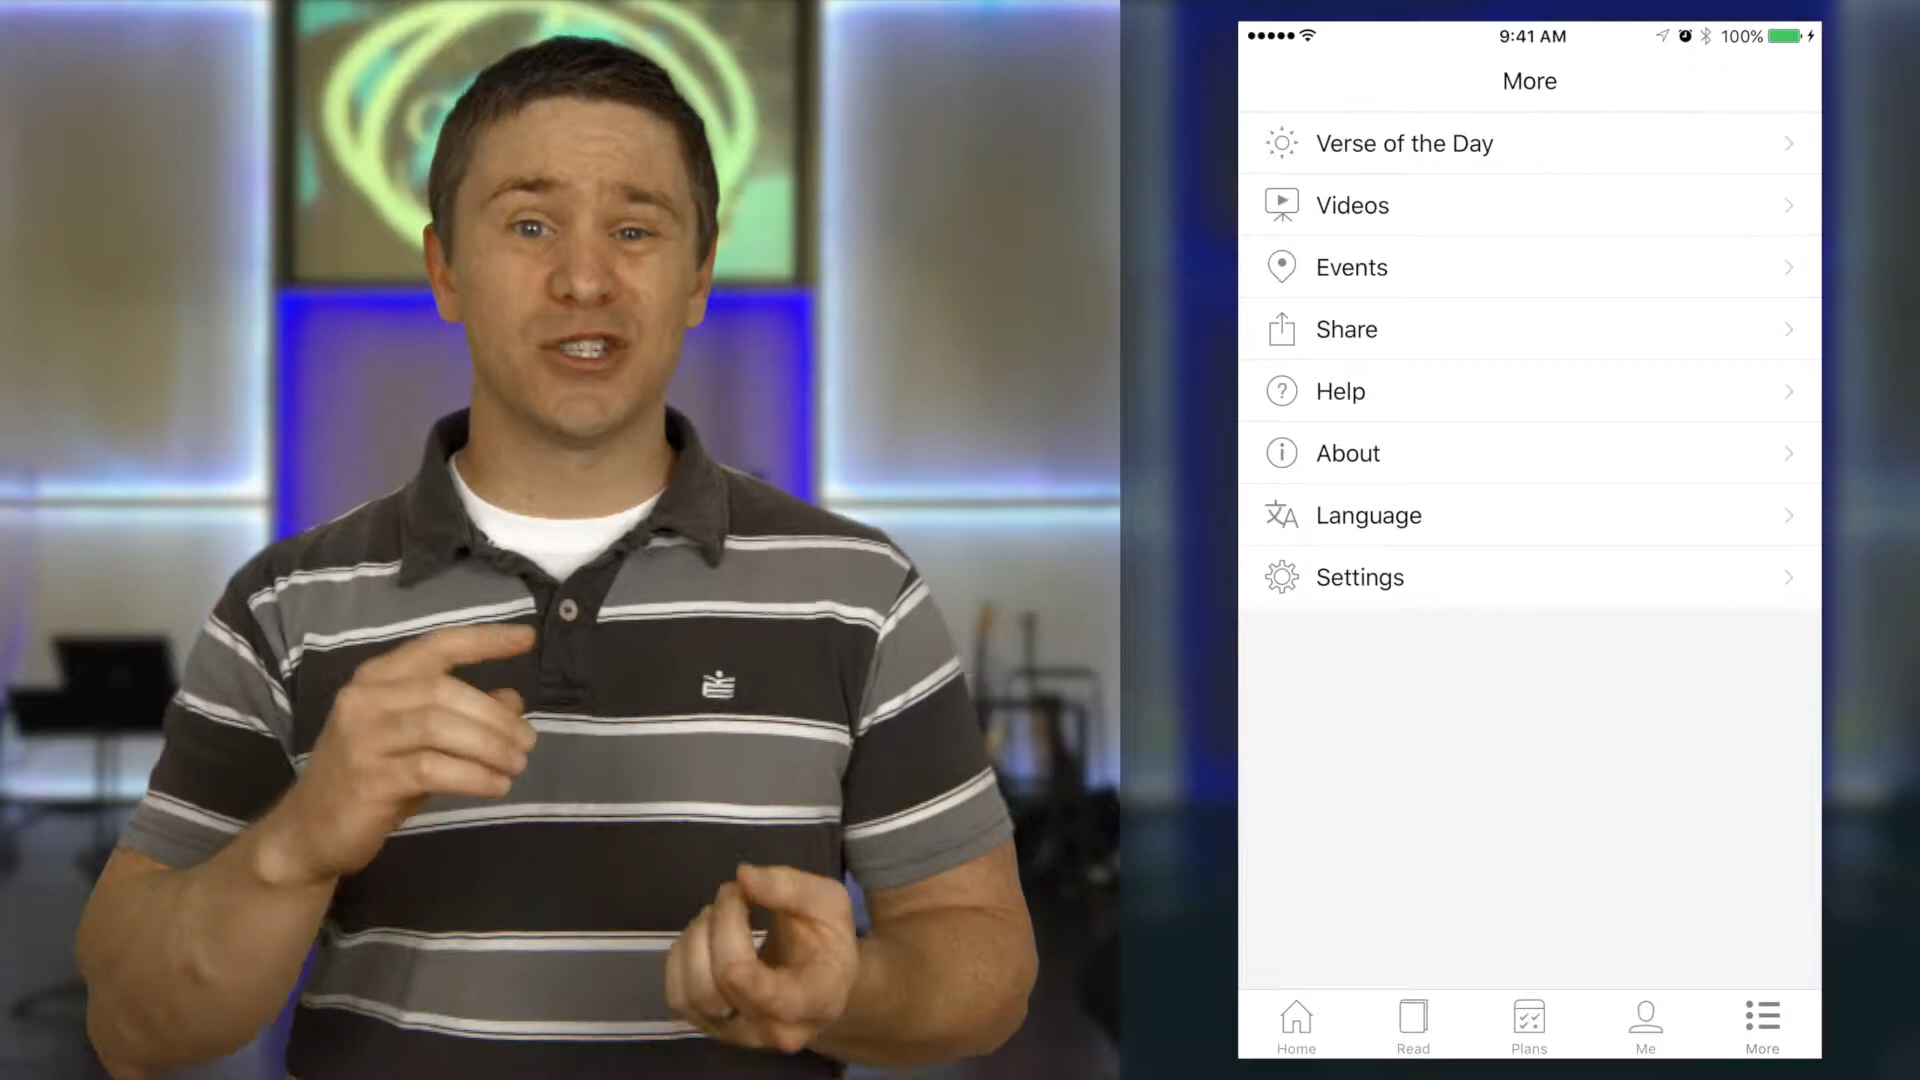 9:41 AM
100%
More
Verse of the Day
Videos
Events
Share
Help
About
Language
Settings
Home
Read
Plans
Me
More